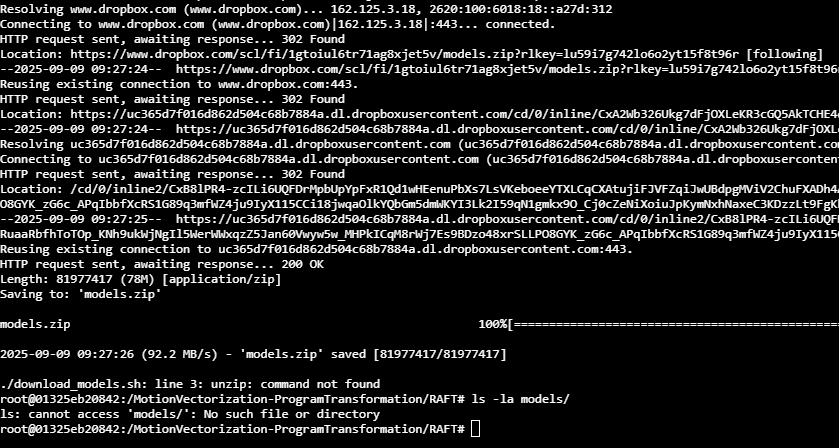 Resolving www.dropbox.com (www.dropbox.com)... 162.125.3.18, 2620:100:6018:18::a27d:312
Connecting to www.dropbox.com (www.dropbox.com)|162.125.3.18|:443... connected.
HTTP request sent, awaiting response... 302 Found
Location: https://www.dropbox.com/scl/fi/1gtoiul6tr71ag8xjet5v/models.zip?rlkey=lu59i7g742lo6o2yt15f8t96r [following]
--2025-09-09 09:27:24-- https://www.dropbox.com/scl/fi/1gtoiul6tr71ag8xjet5v/models.zip?rlkey=lu59i7g742lo6o2yt15f8t96
Reusing existing connection to www.dropbox.com:443.
HTTP request sent, awaiting response... 302 Found
Location: https://uc365d7f016d862d504c68b7884a.dl.dropboxusercontent.com/cd/0/inline/CxA2Wb326Ukg7dFjOXLeKR3cGQ5AkTCHE4
--2025-09-09 09:27:24-- https://uc365d7f016d862d504c68b7884a.dl.dropboxusercontent.com/cd/0/inline/CxA2Wb326Ukg7dFjOXL
Resolving uc365d7f016d862d504c68b7884a.dl.dropboxusercontent.com (uc365d7f016d862d504c68b7884a.dl.dropboxusercontent.co
Connecting to uc365d7f016d862d504c68b7884a.dl.dropboxusercontent.com (uc365d7f016d862d504c68b7884a.dl.dropboxusercontent
HTTP request sent, awaiting response... 302 Found
Location: /cd/0/inline2/CxB8lPR4-zcILi6UQFDrMpbUpYpFxR1Qd1wHEenuPbXs7LsVKeboeeYTXLCqCXAtujiFJVFZqiJwUBdpgMViV2ChuFXADh4
O8GYK_zG6c_APqIbbfXcRS1G89q3mfWZ4ju9IyX115CCi18jwqaOlkYQbGm5dmWKYI3Lk2I59qN1gmkx9O_Cj0cZeNiXoiuJpKymNxhNaxeC3KDzzLt9FgK
--2025-09-09 09:27:25-- https://uc365d7f016d862d504c68b7884a.dl.dropboxusercontent.com/cd/0/inline2/CxB8lPR4-zcILi6UQF
RuaaRbfhToTOp_KNh9ukWjNgIl5WerWWxqzZ5Jan60Vwyw5w_MHPkICqM8rWj7Es9BDzo48xrSLLPO8GYK_zG6c_APqIbbfXcRS1G89q3mfWZ4ju9IyX115
Reusing existing connection to uc365d7f016d862d504c68b7884a.dl.dropboxusercontent.com:443.
HTTP request sent, awaiting response... 200 OK
Length: 81977417 (78M) [application/zip]
Saving to: 'models.zip'
models.zip 100%[==============================================
2025-09-09 09:27:26 (92.2 MB/s) - 'models.zip' saved [81977417/81977417]
./download_models.sh: line 3: unzip: command not found
root@01325eb20842:/MotionVectorization-ProgramTransformation/RAFT# ls -la models/
ls: cannot access 'models/': No such file or directory
root@01325eb20842:/MotionVectorization-ProgramTransformation/RAFT#